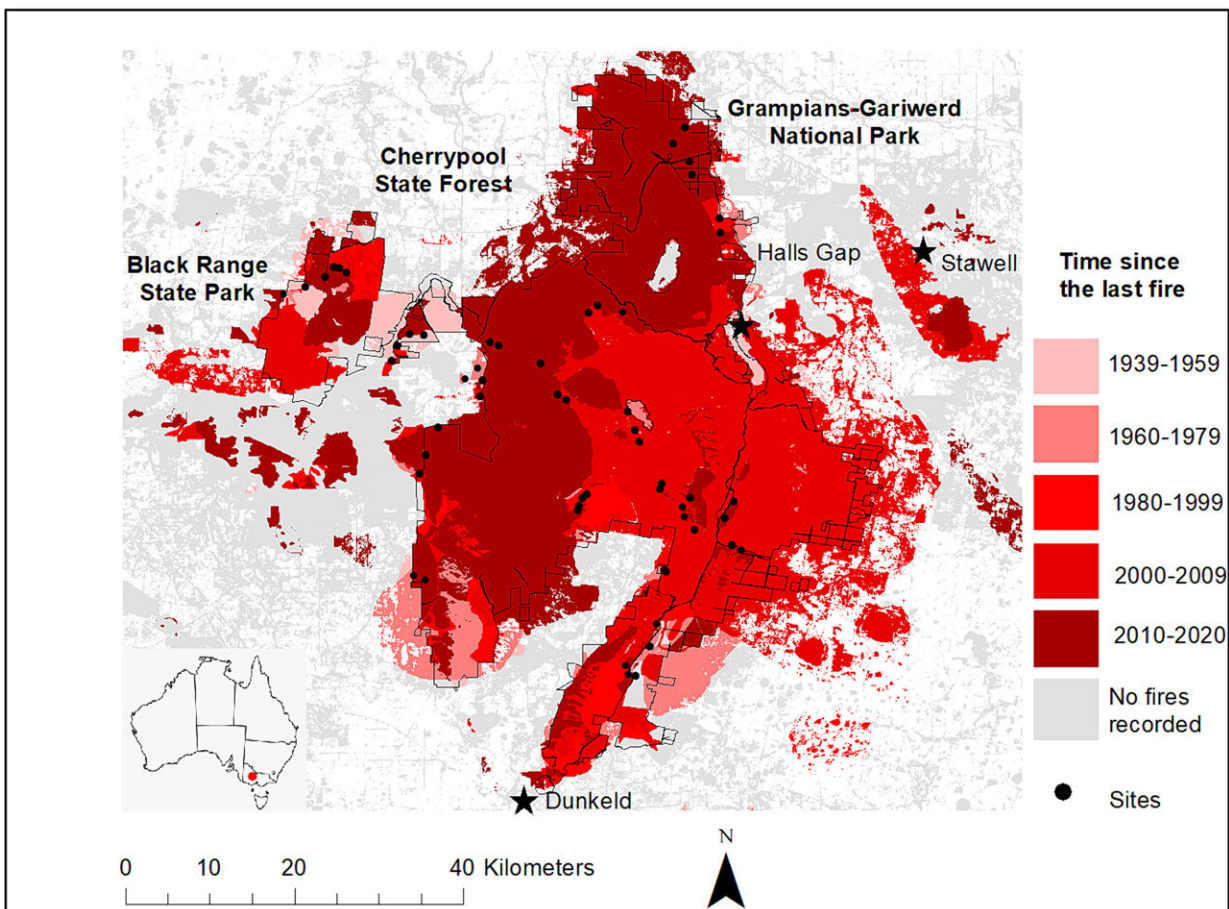 Grampians-Gariwerd
National Park
Cherrypool
State Forest
Black Range
State Park
Halls Gap
Stawell
Dunkeld
Time since
the last fire
1939-1959
1960-1979
1980-1999
2000-2009
2010-2020
No fires
recorded
Sites
0 10 20 40 Kilometers
N